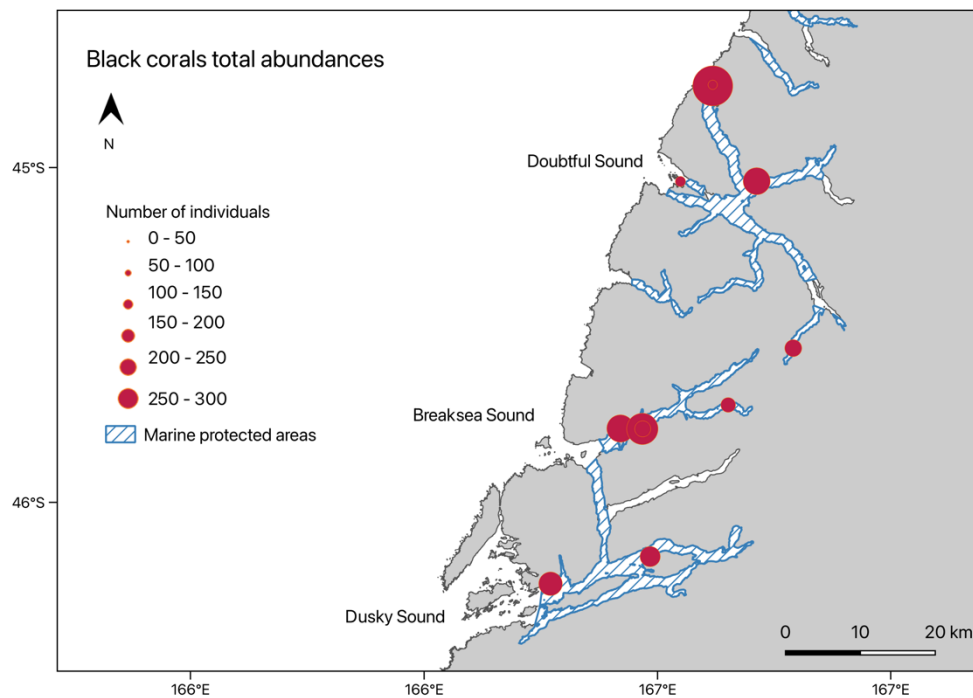 Black corals total abundances
N
45°S
Doubtful Sound
Number of individuals
0 - 50
50 - 100
100 - 150
150 - 200
200 - 250
250 - 300
Marine protected areas
Breaksea Sound
46°S
Dusky Sound
0 10 20 km
166°E 166°E 167°E 167°E